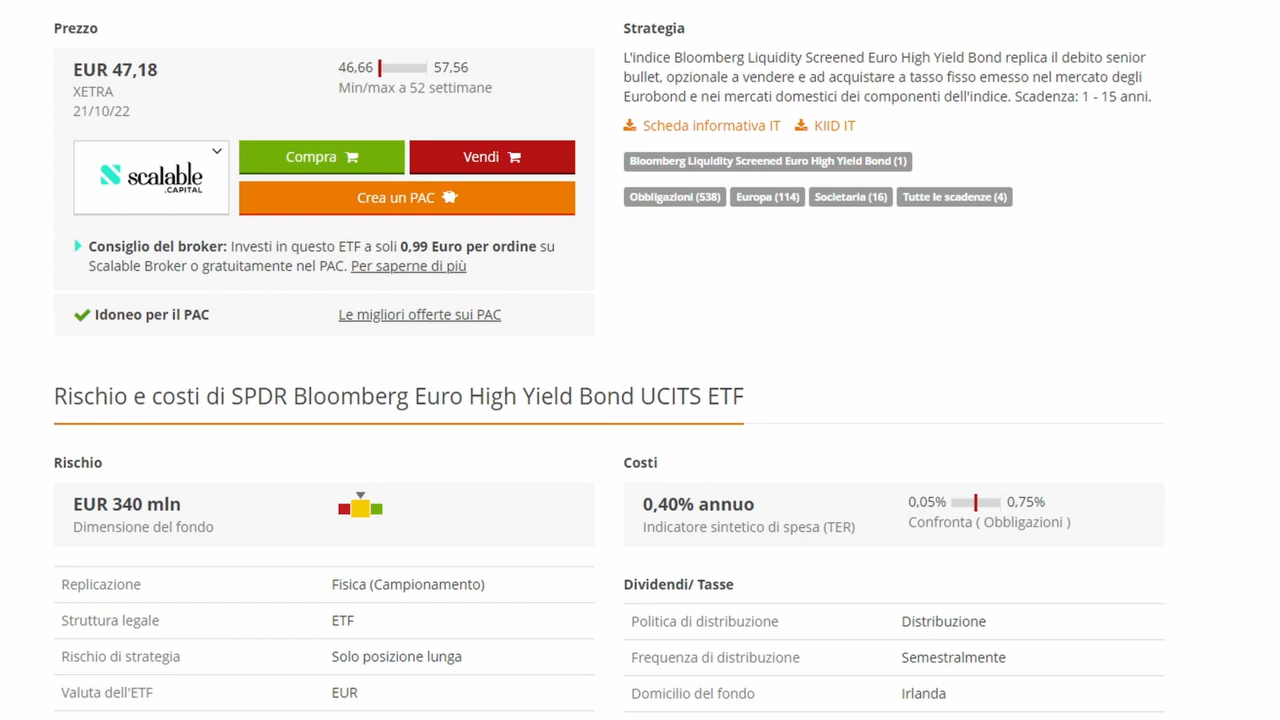 Prezzo
EUR 47,18
XETRA
21/10/22
46,66 57,56
Min/max a 52 settimane
scalable
.CAPITAL
Compra
Vendi
Crea un PAC
Consiglio del broker: Investi in questo ETF a soli 0,99 Euro per ordine su
Scalable Broker o gratuitamente nel PAC. Per saperne di più
Idoneo per il PAC
Le migliori offerte sui PAC
Strategia
L'indice Bloomberg Liquidity Screened Euro High Yield Bond replica il debito senior
bullet, opzionale a vendere e ad acquistare a tasso fisso emesso nel mercato degli
Eurobond e nei mercati domestici dei componenti dell'indice. Scadenza: 1 - 15 anni.
Scheda informativa IT KIID IT
Bloomberg Liquidity Screened Euro High Yield Bond (1)
Obbligazioni (538) Europa (114) Societaria (16) Tutte le scadenze (4)
Rischio e costi di SPDR Bloomberg Euro High Yield Bond UCITS ETF
Rischio
EUR 340 mln
Dimensione del fondo
Replicazione Fisica (Campionamento)
Struttura legale ETF
Rischio di strategia Solo posizione lunga
Valuta dell'ETF EUR
Costi
0,40% annuo
Indicatore sintetico di spesa (TER)
0,05% 0,75%
Confronta ( Obbligazioni )
Dividendi/ Tasse
Politica di distribuzione Distribuzione
Frequenza di distribuzione Semestralmente
Domicilio del fondo Irlanda